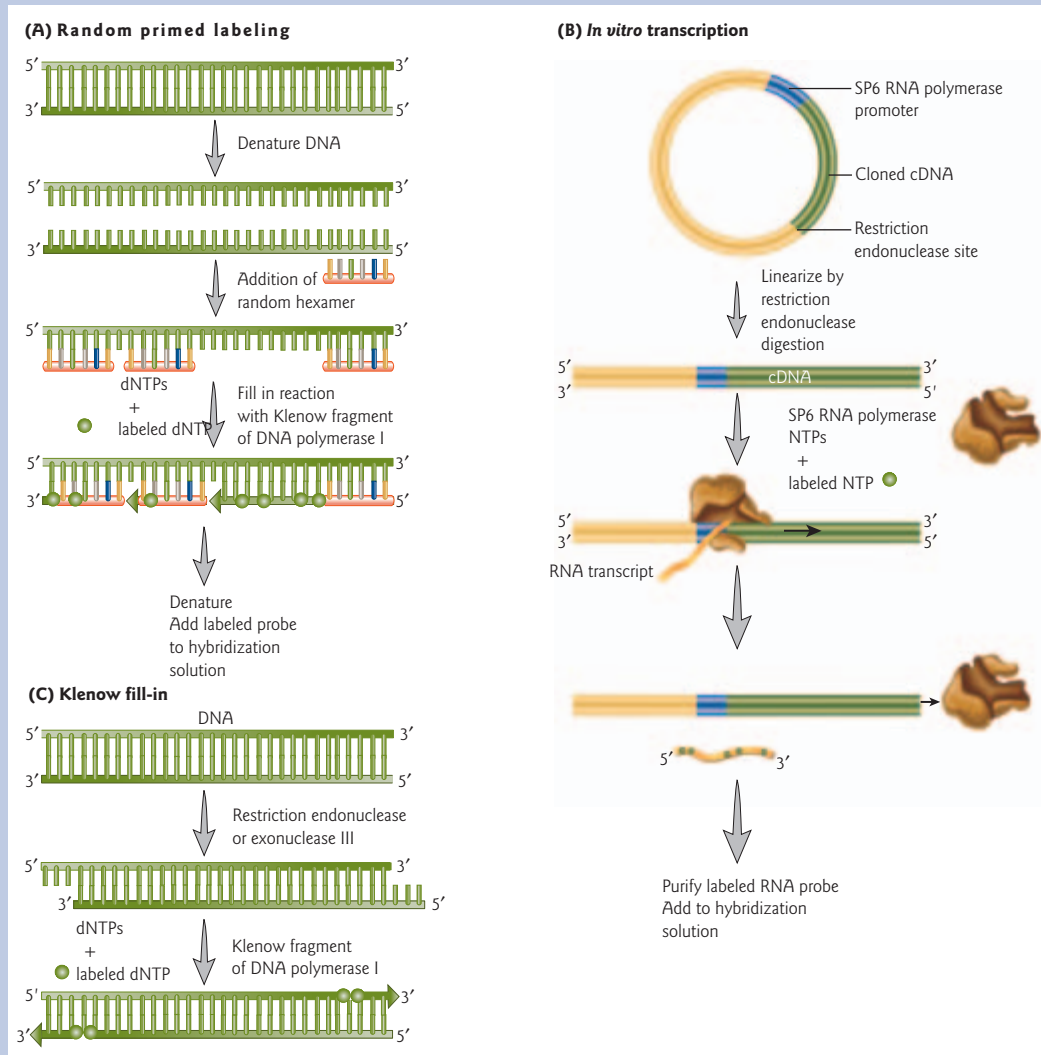 (A) Random primed labeling
5′ 3′
3′ 5′
Denature DNA
5′ 3′
3′ 5′
Addition of
random hexamer
5′ 3′
dNTPs
+
labeled dNTP
Fill in reaction
with Klenow fragment
of DNA polymerase I
3′ 5′
Denature
Add labeled probe
to hybridization
solution
(C) Klenow fill-in
DNA
5′ 3′
3′ 5′
Restriction endonuclease
or exonuclease III
5′ 3′
3′ 5′
dNTPs
+
labeled dNTP
Klenow fragment
of DNA polymerase I
5' 3′
3′ 5′
(B) In vitro transcription
SP6 RNA polymerase
promoter
Cloned cDNA
Restriction
endonuclease site
Linearize by
restriction
endonuclease
digestion
5′ 3′
cDNA
3′ 5'
SP6 RNA polymerase
NTPs
+
labeled NTP
5′ 3′
3′ 5′
RNA transcript
5′ 3′
Purify labeled RNA probe
Add to hybridization
solution